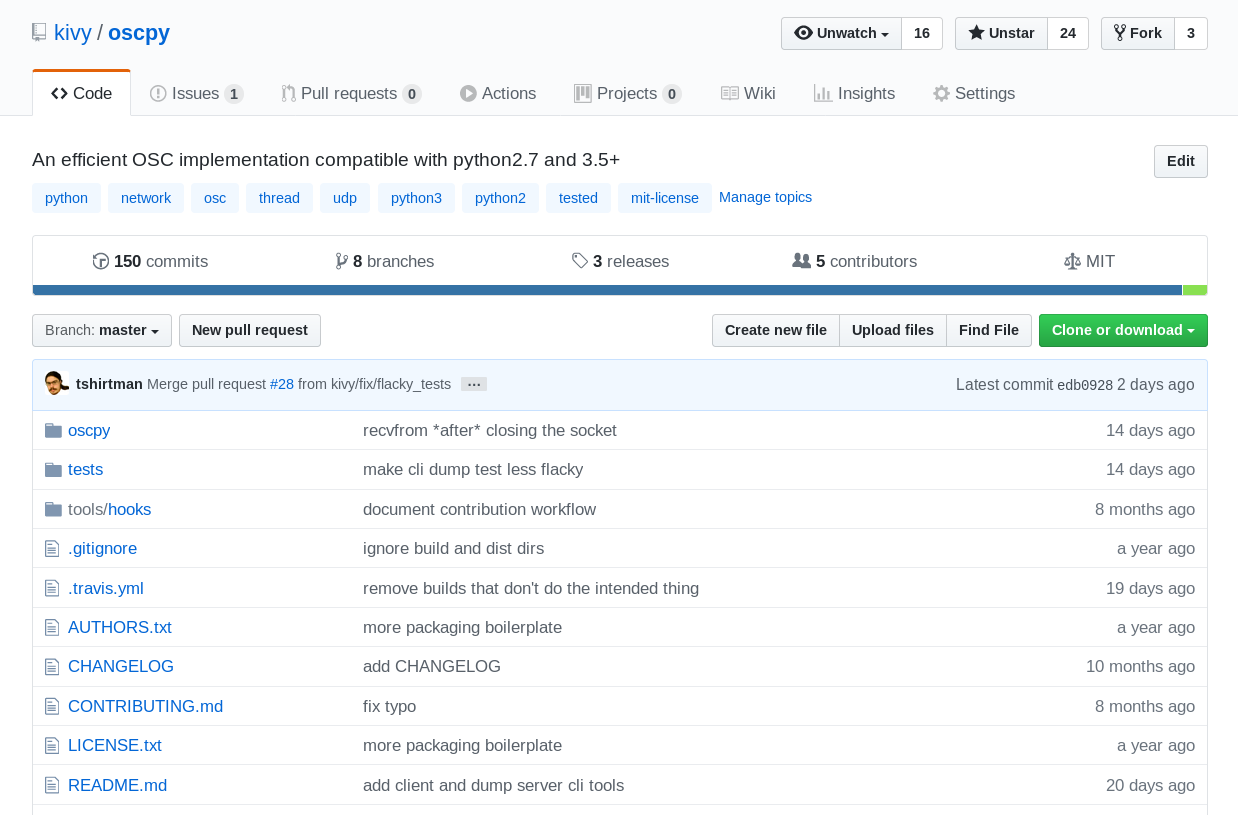 kivy / oscpy
Unwatch 16 Unstar 24 Fork 3
Code Issues 1 Pull requests 0 Actions Projects 0 Wiki Insights Settings
An efficient OSC implementation compatible with python2.7 and 3.5+
Edit
python network osc thread udp python3 python2 tested mit-license Manage topics
150 commits 8 branches 3 releases 5 contributors MIT
Branch: master New pull request Create new file Upload files Find File Clone or download
tshirtman Merge pull request #28 from kivy/fix/flacky_tests … Latest commit edb0928 2 days ago
oscpy recvfrom *after* closing the socket 14 days ago
tests make cli dump test less flacky 14 days ago
tools/hooks document contribution workflow 8 months ago
.gitignore ignore build and dist dirs a year ago
.travis.yml remove builds that don't do the intended thing 19 days ago
AUTHORS.txt more packaging boilerplate a year ago
CHANGELOG add CHANGELOG 10 months ago
CONTRIBUTING.md fix typo 8 months ago
LICENSE.txt more packaging boilerplate a year ago
README.md add client and dump server cli tools 20 days ago